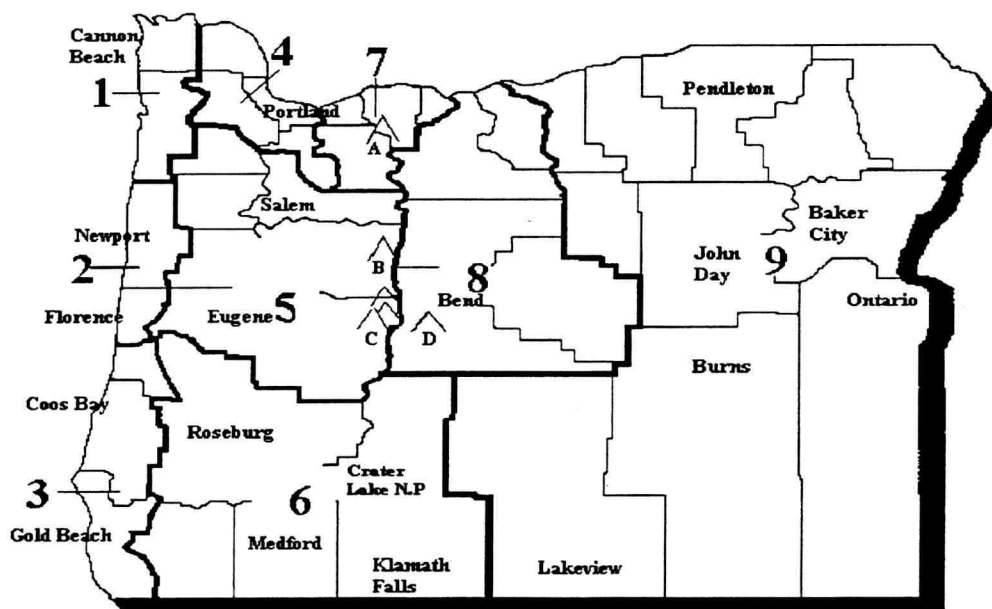 Cannon
Beach
4
7
1
Portland
Pendleton
A
Salem
Newport
Baker
City
B
John
Day
9
2
8
Bend
Ontario
Florence
Eugene
5
C
D
Burns
Coos Bay
Roseburg
Crater
Lake N.P
3
6
Gold Beach
Medford
Klamath
Falls
Lakeview